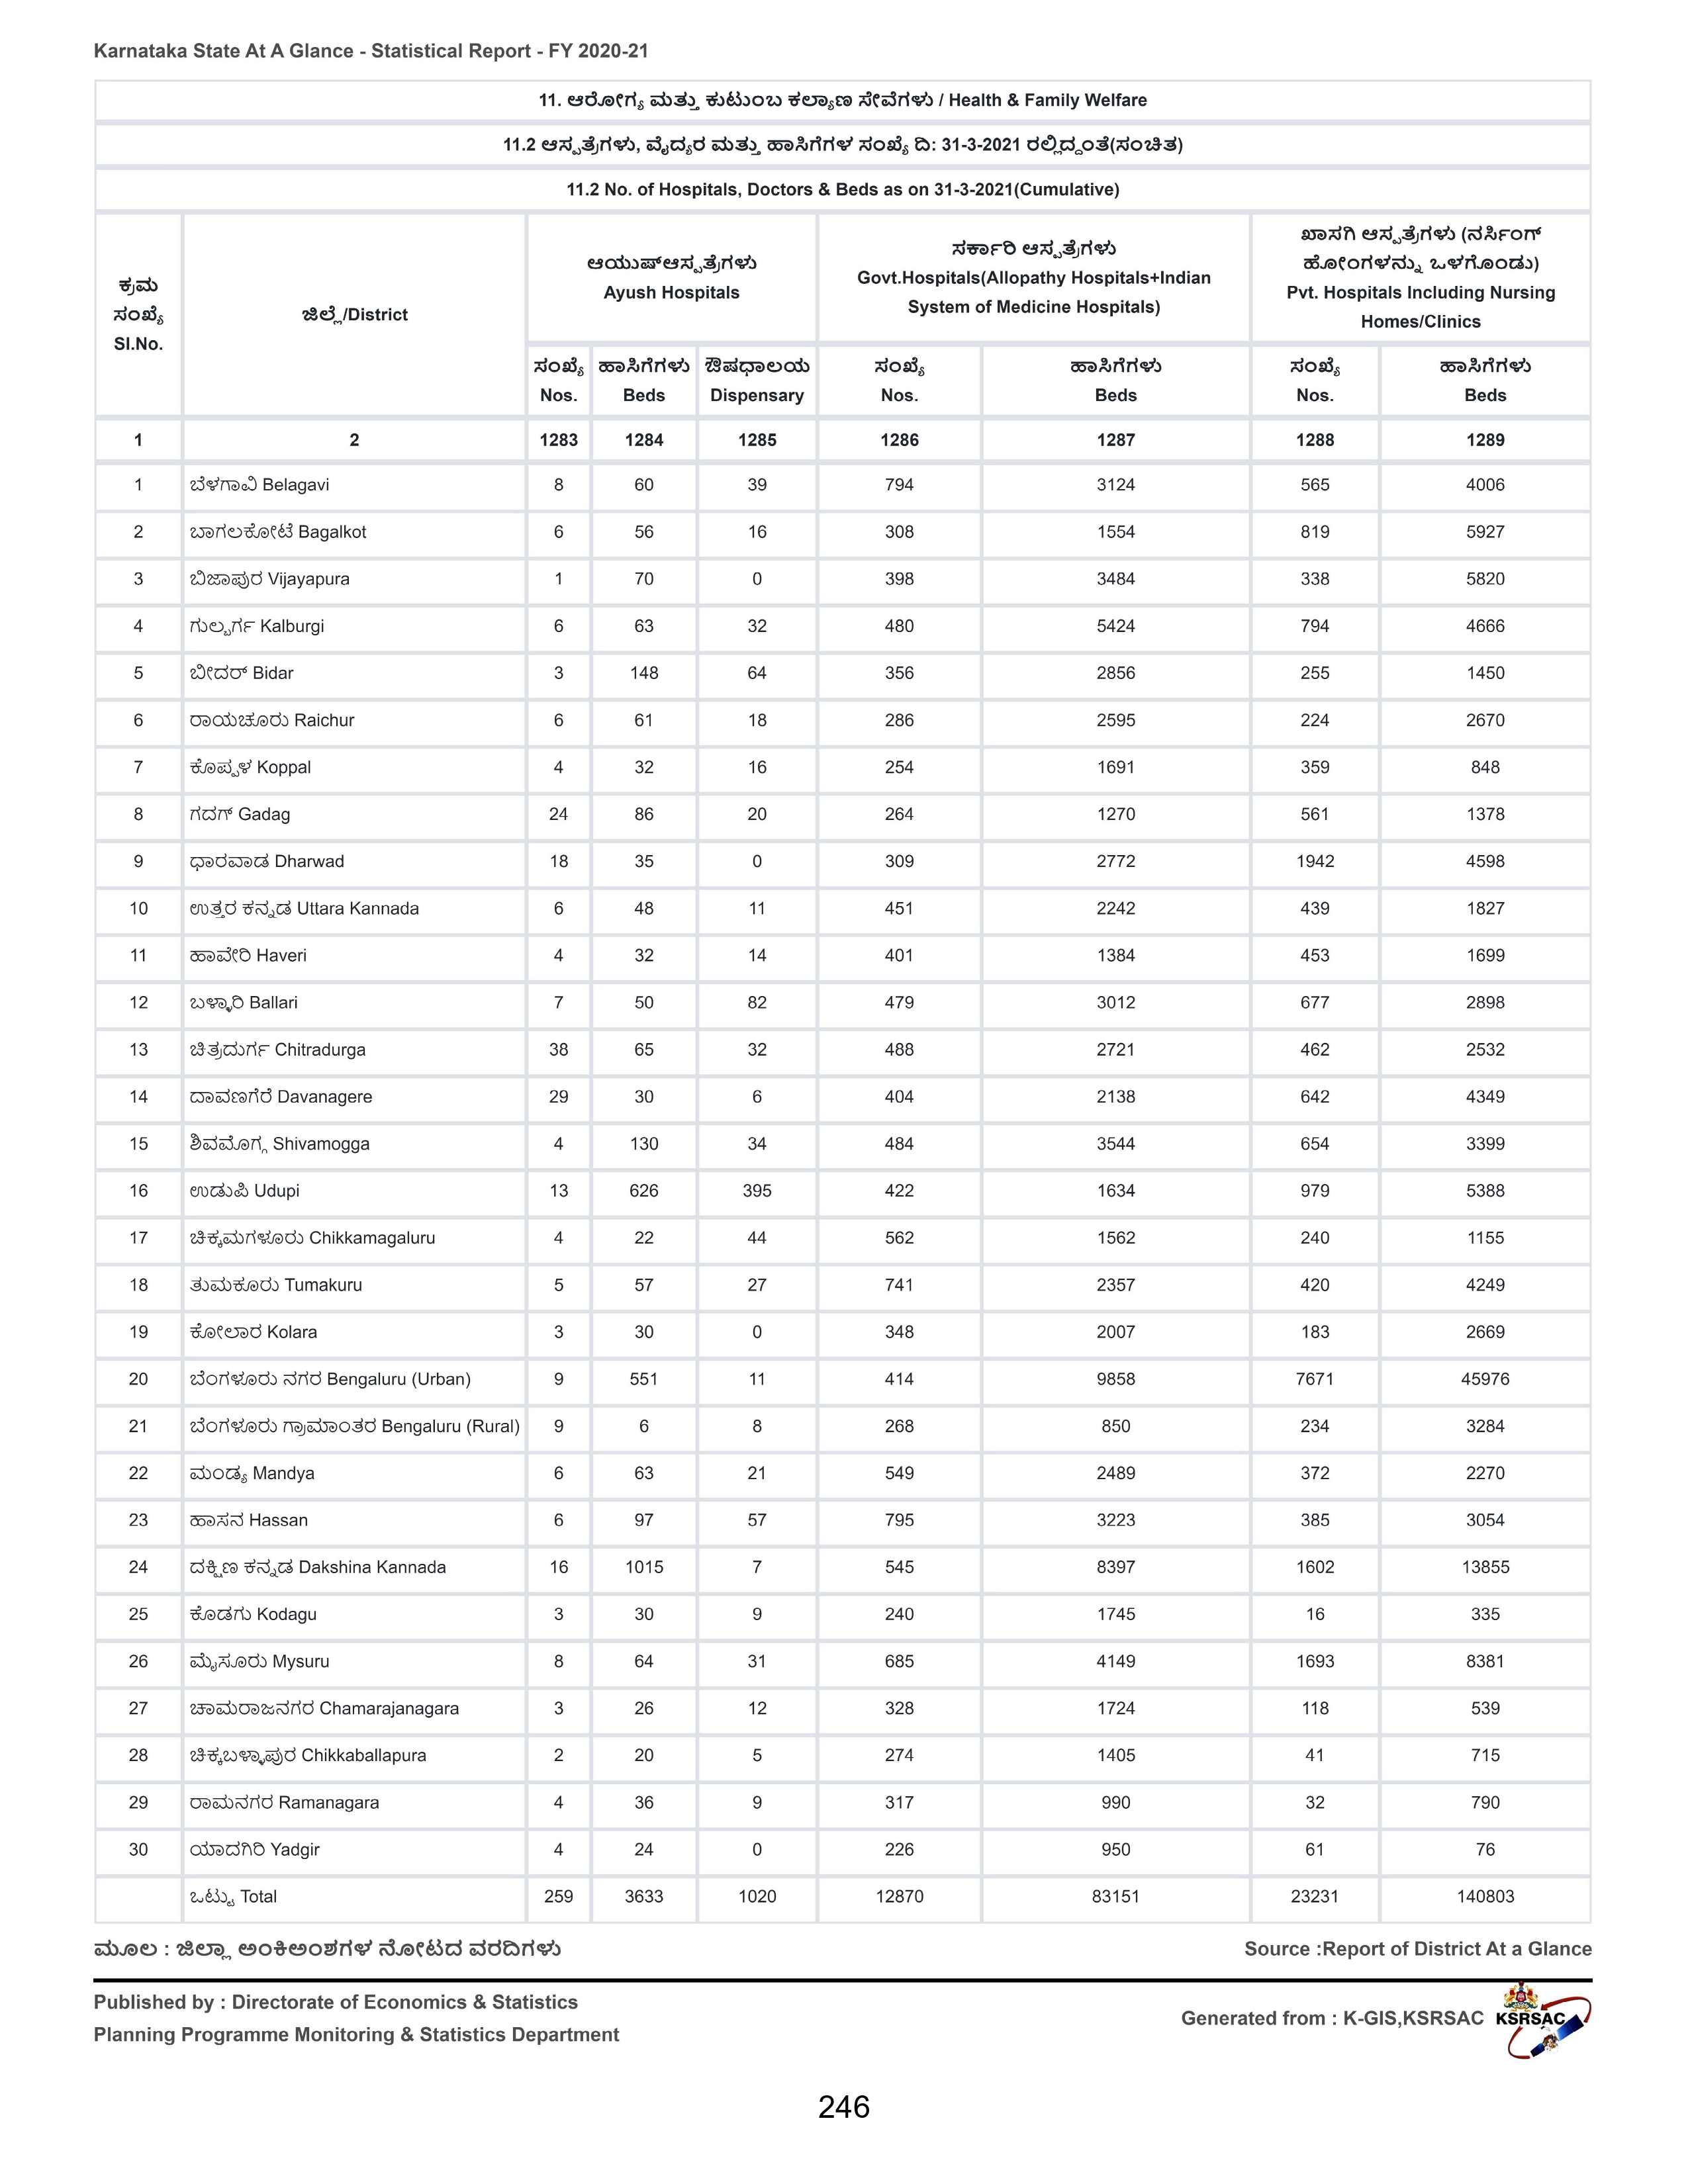 Karnataka State At A Glance - Statistical Report - FY 2020-21
11. ಆರೋಗ್ಯ ಮತ್ತು ಕುಟುಂಬ ಕಲ್ಯಾಣ ಸೇವೆಗಳು / Health & Family Welfare
11.2 ಆಸ್ಪತ್ರೆಗಳು, ವೈದ್ಯರ ಮತ್ತು ಹಾಸಿಗೆಗಳ ಸಂಖ್ಯೆ ದಿ: 31-3-2021 ರಲ್ಲಿದ್ದಂತೆ(ಸಂಚಿತ)
11.2 No. of Hospitals, Doctors & Beds as on 31-3-2021(Cumulative)
ಕ್ರಮ
ಸಂಖ್ಯೆ
Sl.No.
ಜಿಲ್ಲೆ/District
ಆಯುಷ್ಆಸ್ಪತ್ರೆಗಳು
Ayush Hospitals
ಸರ್ಕಾರಿ ಆಸ್ಪತ್ರೆಗಳು
Govt.Hospitals(Allopathy Hospitals+Indian
System of Medicine Hospitals)
ಖಾಸಗಿ ಆಸ್ಪತ್ರೆಗಳು (ನರ್ಸಿಂಗ್
ಹೋಂಗಳನ್ನು ಒಳಗೊಂಡು)
Pvt. Hospitals Including Nursing
Homes/Clinics
ಸಂಖ್ಯೆ ಹಾಸಿಗೆಗಳು ಔಷಧಾಲಯ ಸಂಖ್ಯೆ ಹಾಸಿಗೆಗಳು ಸಂಖ್ಯೆ ಹಾಸಿಗೆಗಳು
Nos. Beds Dispensary Nos. Beds Nos. Beds
1 2 1283 1284 1285 1286 1287 1288 1289
1 ಬೆಳಗಾವಿ Belagavi 8 60 39 794 3124 565 4006
2 ಬಾಗಲಕೋಟೆ Bagalkot 6 56 16 308 1554 819 5927
3 ಬಿಜಾಪುರ Vijayapura 1 70 0 398 3484 338 5820
4 ಗುಲ್ಬರ್ಗ Kalburgi 6 63 32 480 5424 794 4666
5 ಬೀದರ್ Bidar 3 148 64 356 2856 255 1450
6 ರಾಯಚೂರು Raichur 6 61 18 286 2595 224 2670
7 ಕೊಪ್ಪಳ Koppal 4 32 16 254 1691 359 848
8 ಗದಗ್ Gadag 24 86 20 264 1270 561 1378
9 ಧಾರವಾಡ Dharwad 18 35 0 309 2772 1942 4598
10 ಉತ್ತರ ಕನ್ನಡ Uttara Kannada 6 48 11 451 2242 439 1827
11 ಹಾವೇರಿ Haveri 4 32 14 401 1384 453 1699
12 ಬಳ್ಳಾರಿ Ballari 7 50 82 479 3012 677 2898
13 ಚಿತ್ರದುರ್ಗ Chitradurga 38 65 32 488 2721 462 2532
14 ದಾವಣಗೆರೆ Davanagere 29 30 6 404 2138 642 4349
15 ಶಿವಮೊಗ್ಗ Shivamogga 4 130 34 484 3544 654 3399
16 ಉಡುಪಿ Udupi 13 626 395 422 1634 979 5388
17 ಚಿಕ್ಕಮಗಳೂರು Chikkamagaluru 4 22 44 562 1562 240 1155
18 ತುಮಕೂರು Tumakuru 5 57 27 741 2357 420 4249
19 ಕೋಲಾರ Kolara 3 30 0 348 2007 183 2669
20 ಬೆಂಗಳೂರು ನಗರ Bengaluru (Urban) 9 551 11 414 9858 7671 45976
21 ಬೆಂಗಳೂರು ಗ್ರಾಮಾಂತರ Bengaluru (Rural) 9 6 8 268 850 234 3284
22 ಮಂಡ್ಯ Mandya 6 63 21 549 2489 372 2270
23 ಹಾಸನ Hassan 6 97 57 795 3223 385 3054
24 ದಕ್ಷಿಣ ಕನ್ನಡ Dakshina Kannada 16 1015 7 545 8397 1602 13855
25 ಕೊಡಗು Kodagu 3 30 9 240 1745 16 335
26 ಮೈಸೂರು Mysuru 8 64 31 685 4149 1693 8381
27 ಚಾಮರಾಜನಗರ Chamarajanagara 3 26 12 328 1724 118 539
28 ಚಿಕ್ಕಬಳ್ಳಾಪುರ Chikkaballapura 2 20 5 274 1405 41 715
29 ರಾಮನಗರ Ramanagara 4 36 9 317 990 32 790
30 ಯಾದಗಿರಿ Yadgir 4 24 0 226 950 61 76
ಒಟ್ಟು Total 259 3633 1020 12870 83151 23231 140803
ಮೂಲ : ಜಿಲ್ಲಾ ಅಂಕಿಅಂಶಗಳ ನೋಟದ ವರದಿಗಳು Source :Report of District At a Glance
Published by : Directorate of Economics & Statistics
Planning Programme Monitoring & Statistics Department
Generated from : K-GIS,KSRSAC KSRSAC
246